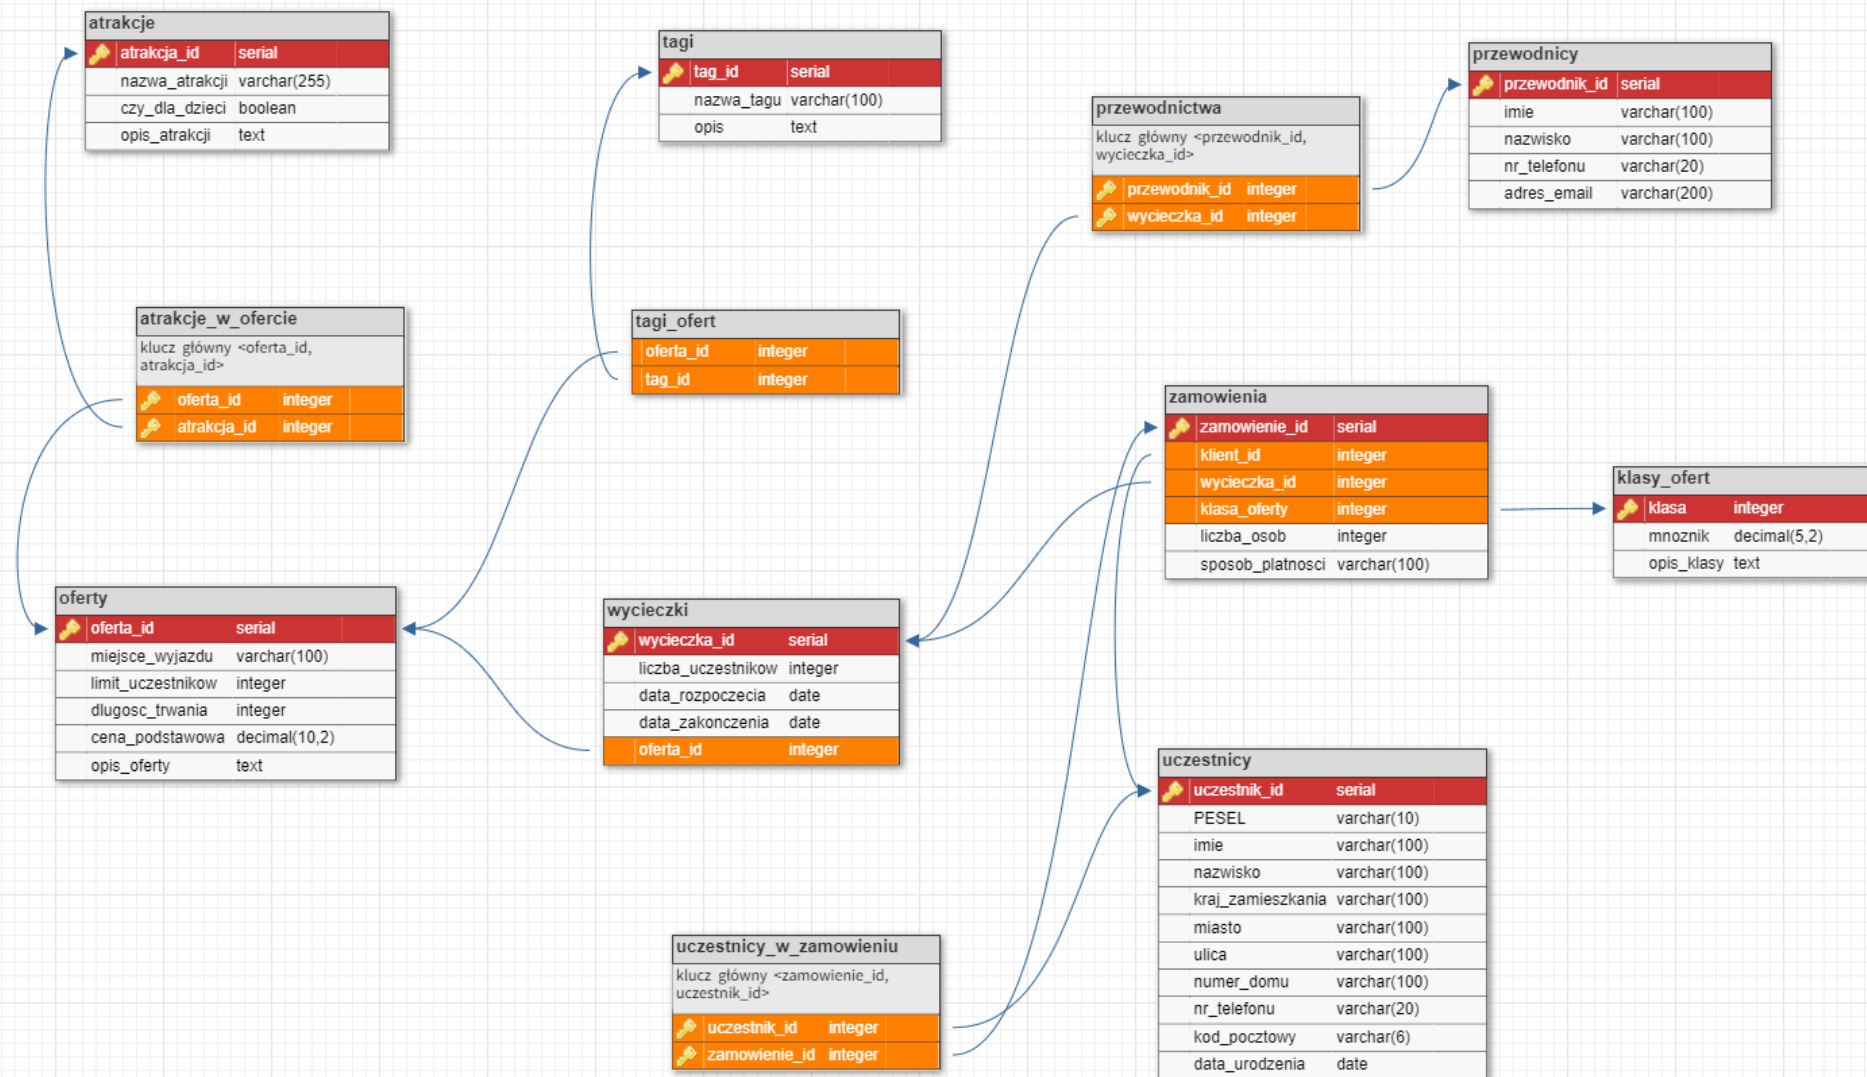 atrakcje
atrakcja_id serial
nazwa_atrakcji varchar(255)
czy_dla_dzieci boolean
opis_atrakcji text
tagi
tag_id serial
nazwa_tagu varchar(100)
opis text
przewodnictwa
klucz główny <przewodnik_id,
wycieczka_id>
przewodnik_id integer
wycieczka_id integer
przewodnicy
przewodnik_id serial
imie varchar(100)
nazwisko varchar(100)
nr_telefonu varchar(20)
adres_email varchar(200)
atrakcje_w_ofercie
klucz główny <oferta_id,
atrakcja_id>
oferta_id integer
atrakcja_id integer
tagi_ofert
oferta_id integer
tag_id integer
zamowienia
zamowienie_id serial
klient_id integer
wycieczka_id integer
klasa_oferty integer
liczba_osob integer
sposob_platnosci varchar(100)
klasy_ofert
klasa integer
mnoznik decimal(5,2)
opis_klasy text
oferty
oferta_id serial
miejsce_wyjazdu varchar(100)
limit_uczestnikow integer
dlugosc_trwania integer
cena_podstawowa decimal(10,2)
opis_oferty text
wycieczki
wycieczka_id serial
liczba_uczestnikow integer
data_rozpoczecia date
data_zakonczenia date
oferta_id integer
uczestnicy
uczestnik_id serial
PESEL varchar(10)
imie varchar(100)
nazwisko varchar(100)
kraj_zamieszkania varchar(100)
miasto varchar(100)
ulica varchar(100)
numer_domu varchar(100)
nr_telefonu varchar(20)
kod_pocztowy varchar(6)
data_urodzenia date
uczestnicy_w_zamowieniu
klucz główny <zamowienie_id,
uczestnik_id>
uczestnik_id integer
zamowienie_id integer